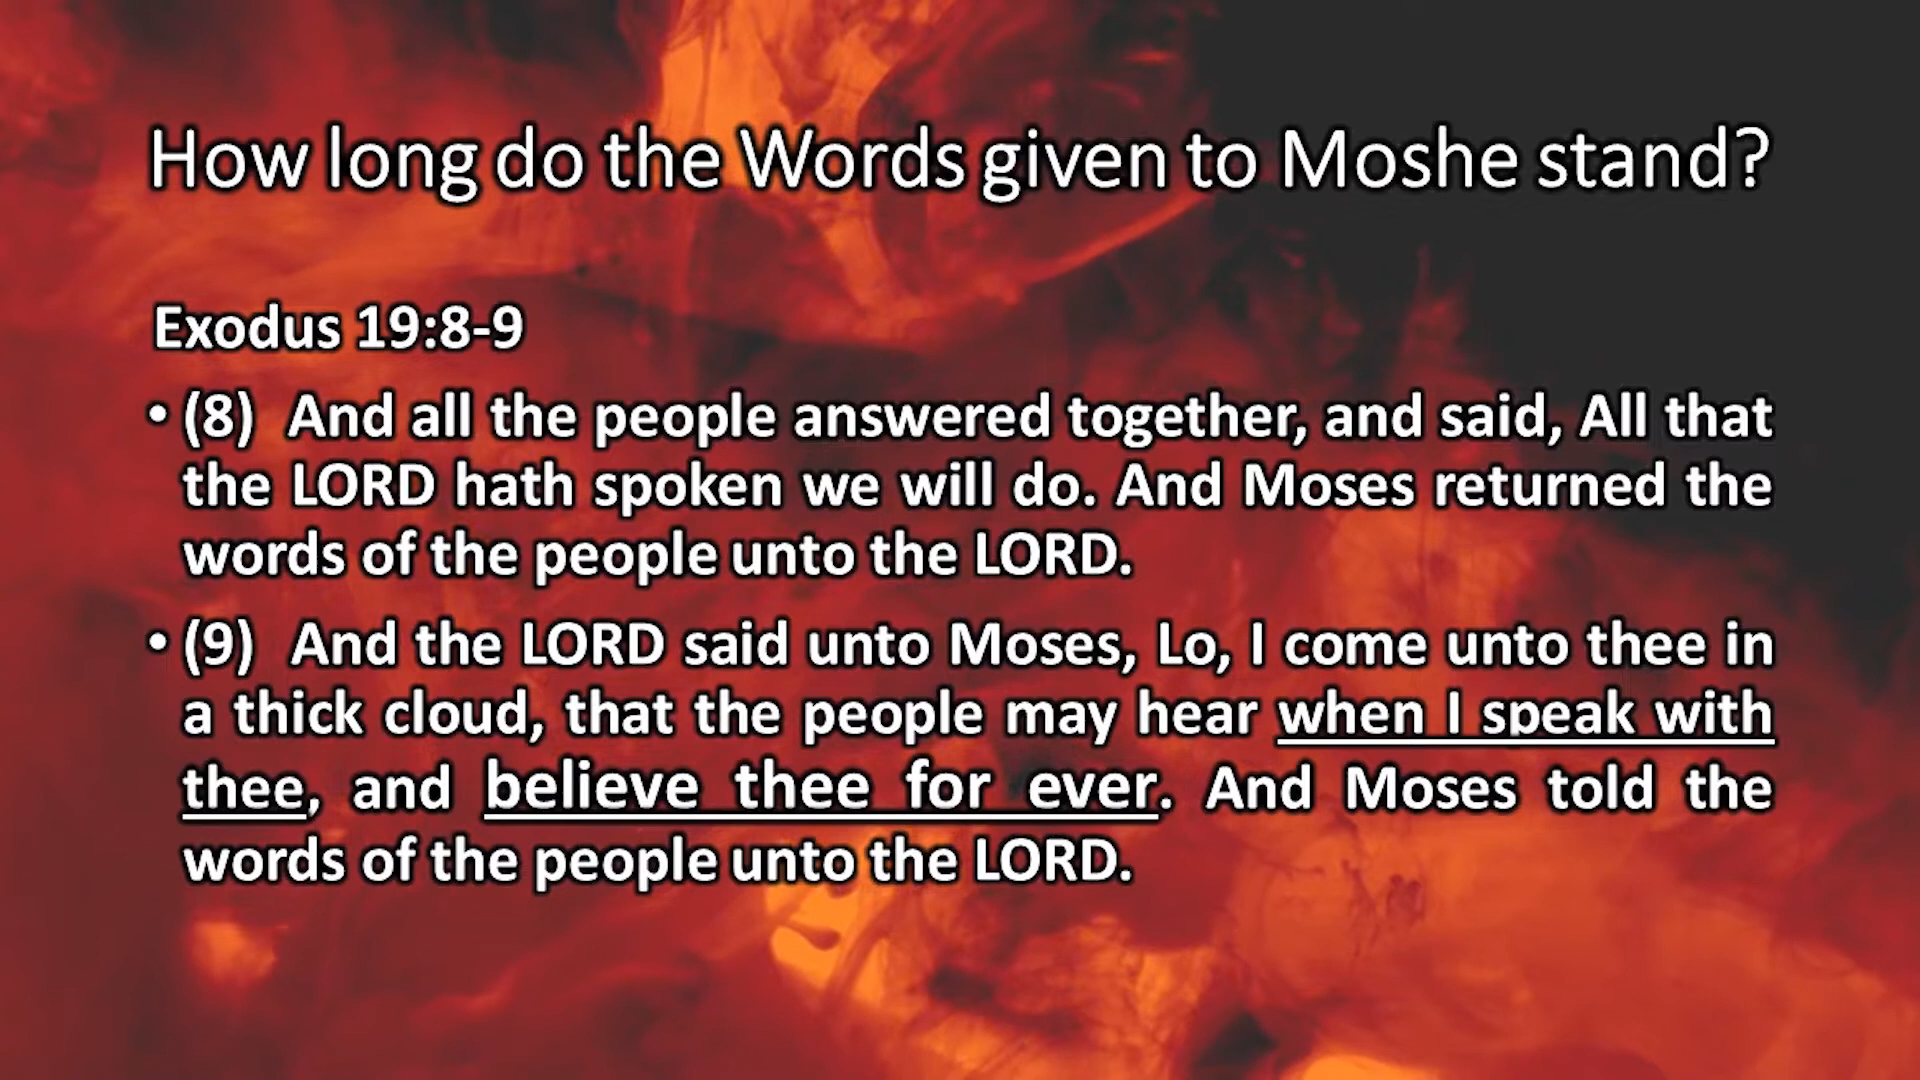 How long do the Words given to Moshe stand?
Exodus 19:8-9
• (8) And all the people answered together, and said, All that
the LORD hath spoken we will do. And Moses returned the
words of the people unto the LORD.
• (9) And the LORD said unto Moses, Lo, I come unto thee in
a thick cloud, that the people may hear when I speak with
thee, and believe thee for ever. And Moses told the
words of the people unto the LORD.